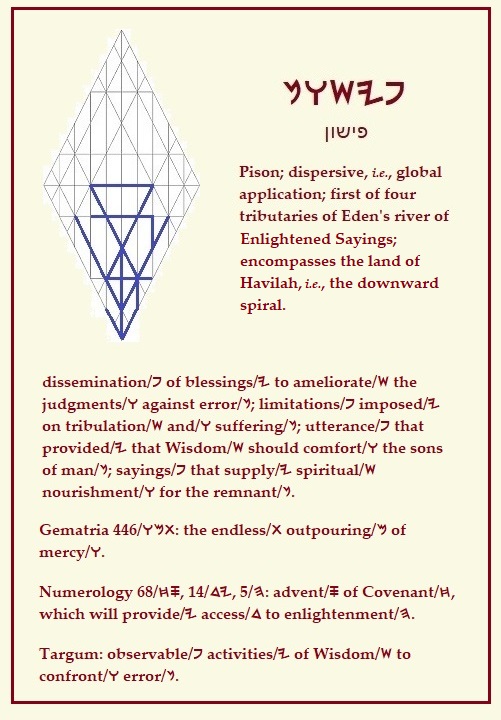 𐤐𐤉𐤔𐤅𐤍
פישון
Pison; dispersive, i.e., global
application; first of four
tributaries of Eden's river of
Enlightened Sayings;
encompasses the land of
Havilah, i.e., the downward
spiral.
dissemination/𐤐 of blessings/𐤉 to ameliorate/𐤔 the
judgments/𐤅 against error/𐤍; limitations/𐤐 imposed/𐤉
on tribulation/𐤔 and/𐤅 suffering/𐤍; utterance/𐤐 that
provided/𐤉 that Wisdom/𐤔 should comfort/𐤅 the sons
of man/𐤍; sayings/𐤐 that supply/𐤉 spiritual/𐤔
nourishment/𐤅 for the remnant/𐤍.
Gematria 446/𐤕𐤌𐤅: the endless/𐤕 outpouring/𐤌 of
mercy/𐤅.
Numerology 68/𐤎𐤇, 14/𐤉𐤃, 5/𐤄: advent/𐤎 of Covenant/𐤇,
which will provide/𐤉 access/𐤃 to enlightenment/𐤄.
Targum: observable/𐤐 activities/𐤉 of Wisdom/𐤔 to
confront/𐤅 error/𐤍.